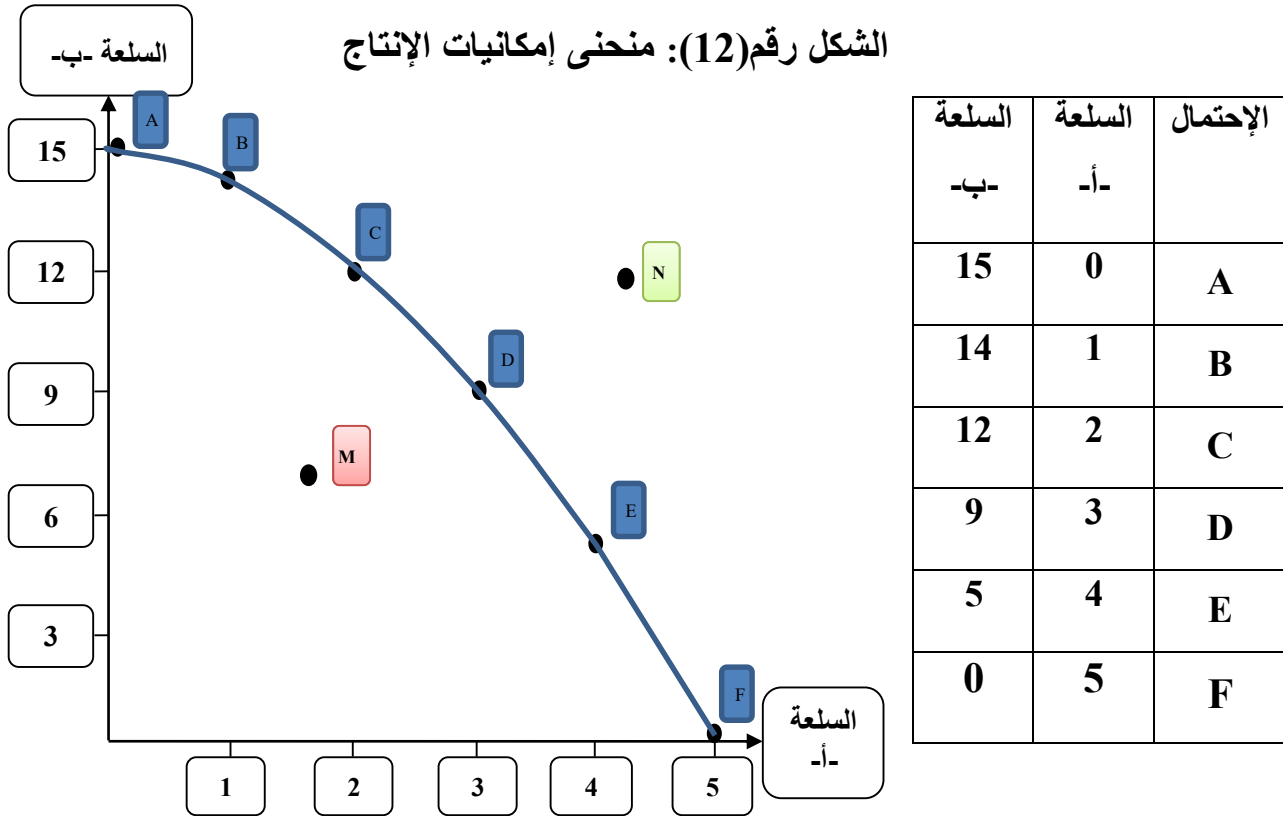 الشكل رقم(12): منحنى إمكانيات الإنتاج
السلعة -ب-
15
12
9
6
3
A
B
C
D
E
F
M
N
1
2
3
4
5
السلعة
-أ-
الإحتمال السلعة السلعة
-أ- -ب-
A 0 15
B 1 14
C 2 12
D 3 9
E 4 5
F 5 0